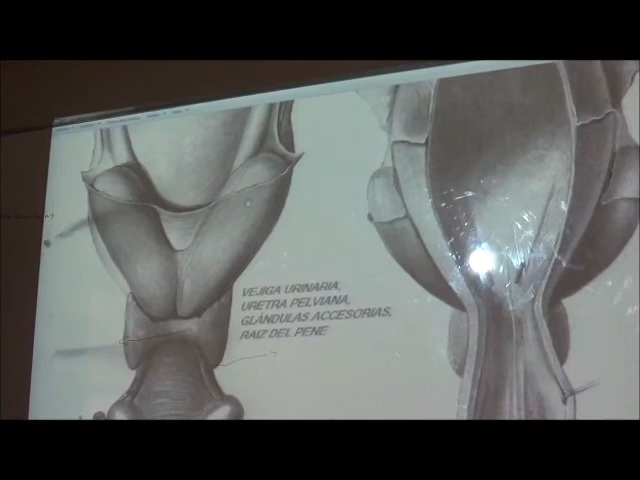 VEJIGA URINARIA,
URETRA PELVIANA,
GLÁNDULAS ACCESORIAS,
RAIZ DEL PENE